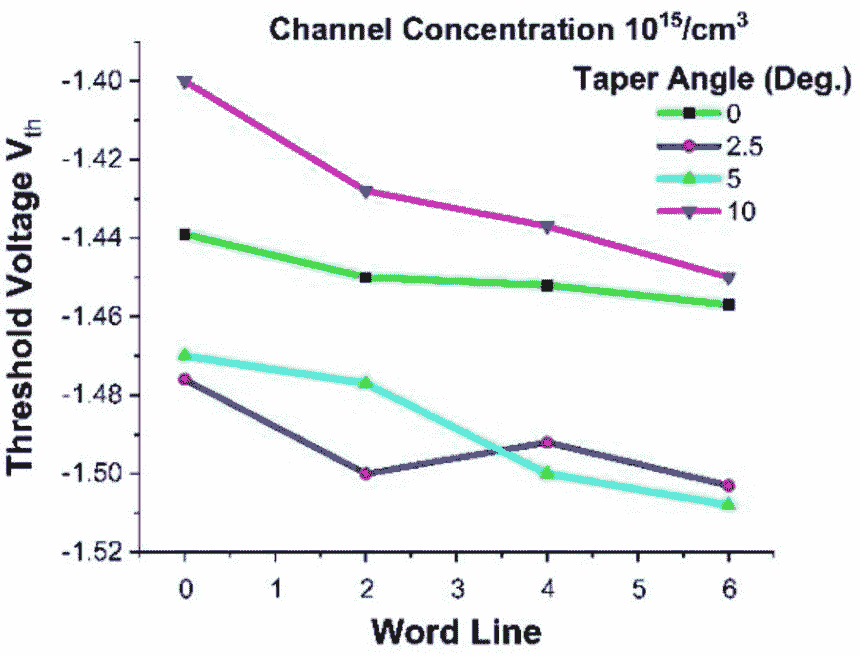 Channel Concentration 10¹⁵/cm³
Taper Angle (Deg.)
0
2.5
5
10
Threshold Voltage Vth
-1.40
-1.42
-1.44
-1.46
-1.48
-1.50
-1.52
0 1 2 3 4 5 6
Word Line